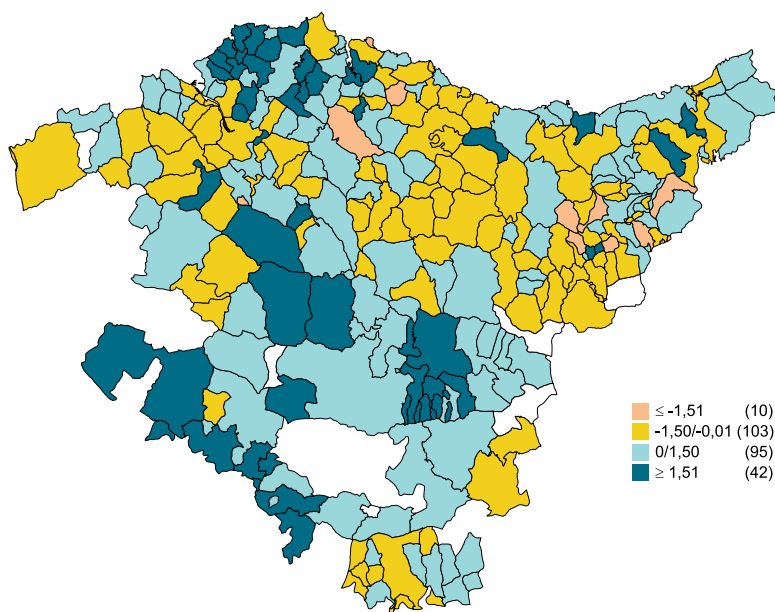 ≤ -1,51 (10)
-1,50/-0,01 (103)
0/1,50 (95)
≥ 1,51 (42)